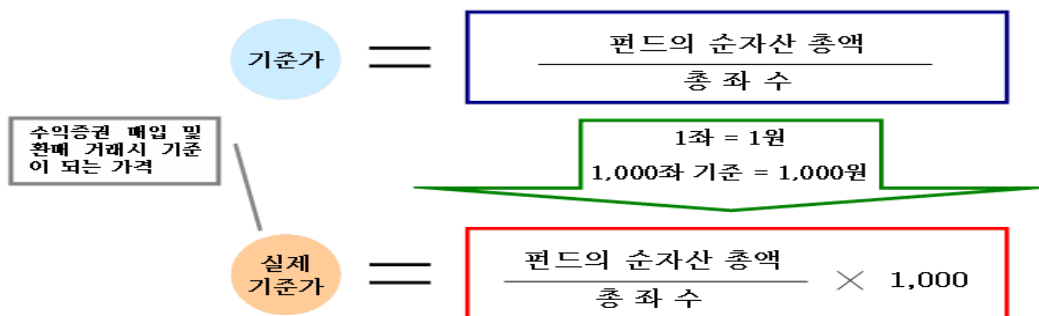 기준가
펀드의 순자산 총액
총 좌 수
수익증권 매입 및
환매 거래시 기준
이 되는 가격
1좌 = 1원
1,000좌 기준 = 1,000원
실제
기준가
펀드의 순자산 총액
총 좌 수
× 1,000